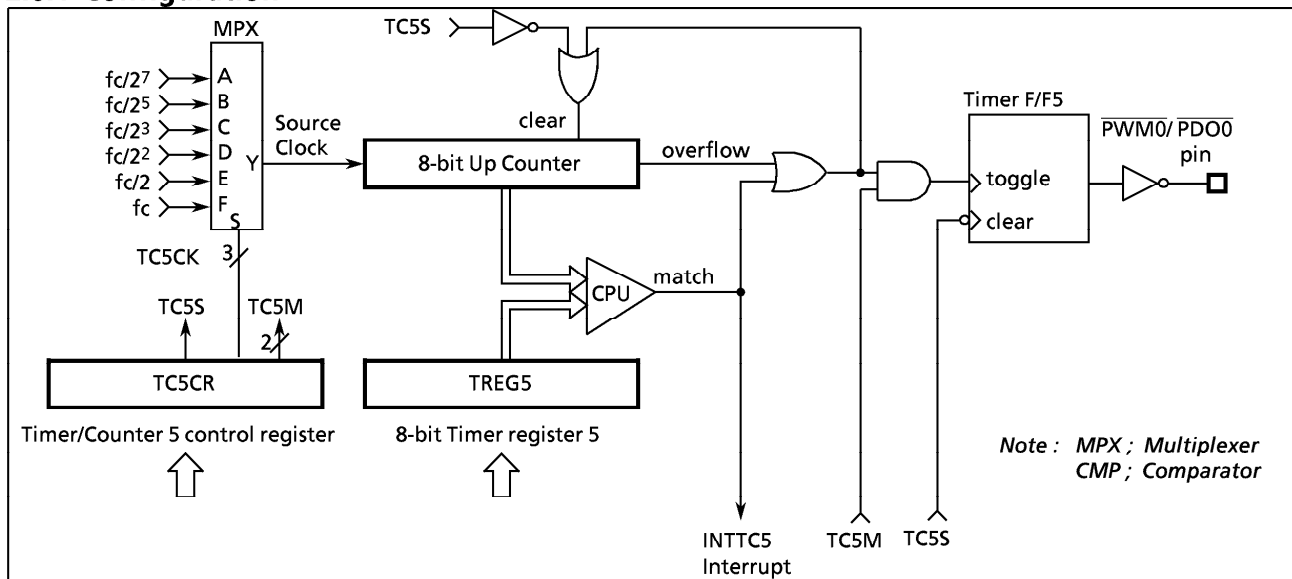 MPX
TC5S
fc/2⁷
A
fc/2⁵
B
fc/2³
C
fc/2²
D
fc/2
E
fc
F
Y
S
Source
Clock
clear
8-bit Up Counter
overflow
Timer F/F5
toggle
clear
PWM0/ PDO0
pin
TC5CK
3
TC5S
TC5M
2
CPU
match
TC5CR
TREG5
Timer/Counter 5 control register
8-bit Timer register 5
Note : MPX ; Multiplexer
CMP ; Comparator
INTTC5
Interrupt
TC5M
TC5S